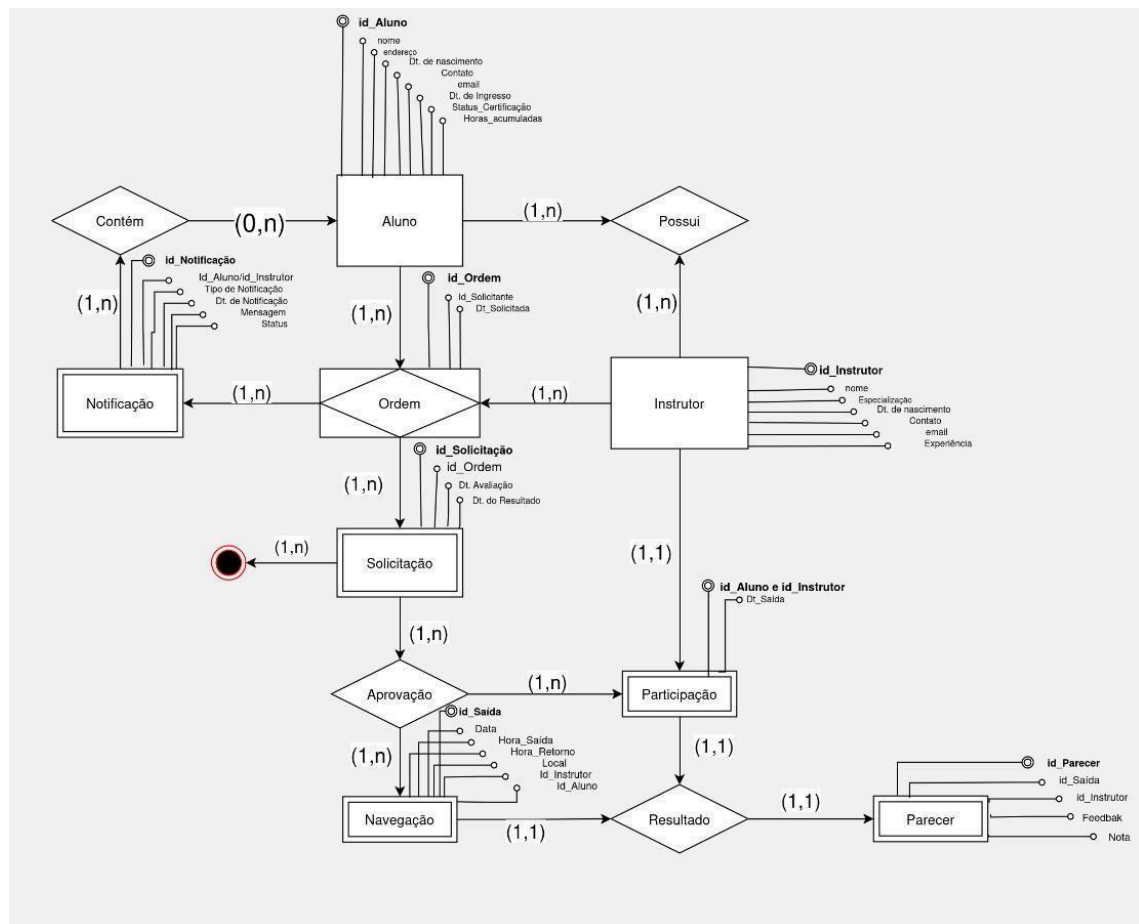 id_Aluno
nome
endereço
Dt. de nascimento
Contato
email
Dt. de Ingresso
Status_Certificação
Horas_acumuladas
Contém
(0,n)
Aluno
(1,n)
Possui
id_Notificação
Id_Aluno/id_Instrutor
Tipo de Notificação
Dt. de Notificação
Mensagem
Status
(1,n)
id_Ordem
Id_Solicitante
Dt_Solicitada
(1,n)
(1,n)
id_Instrutor
nome
Especialização
Dt. de nascimento
Contato
email
Experiência
Notificação
(1,n)
Ordem
(1,n)
Instrutor
id_Solicitação
id_Ordem
Dt. Avaliação
Dt. do Resultado
(1,n)
(1,n)
Solicitação
(1,1)
id_Aluno e id_Instrutor
Dt_Saída
(1,n)
Aprovação
(1,n)
Participação
id_Saída
Data
Hora_Saída
Hora_Retorno
Local
Id_Instrutor
Id_Aluno
(1,n)
(1,1)
id_Parecer
id_Saída
id_Instrutor
Feedbak
Nota
Navegação
(1,1)
Resultado
(1,1)
Parecer